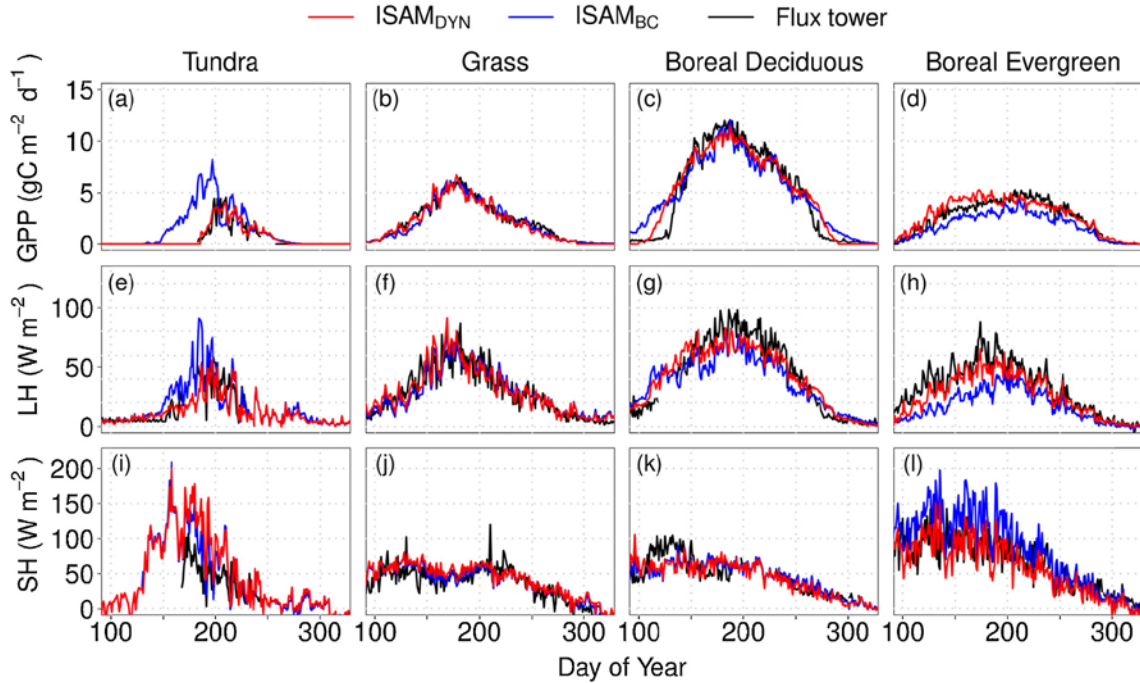 ISAM_DYN ISAM_BC Flux tower
Tundra Grass Boreal Deciduous Boreal Evergreen
GPP (gC m⁻² d⁻¹)
15
10
5
0
(a) (b) (c) (d)
LH (W m⁻²)
100
50
0
(e) (f) (g) (h)
SH (W m⁻²)
200
150
100
50
0
(i) (j) (k) (l)
100 200 300 100 200 300 100 200 300 100 200 300
Day of Year